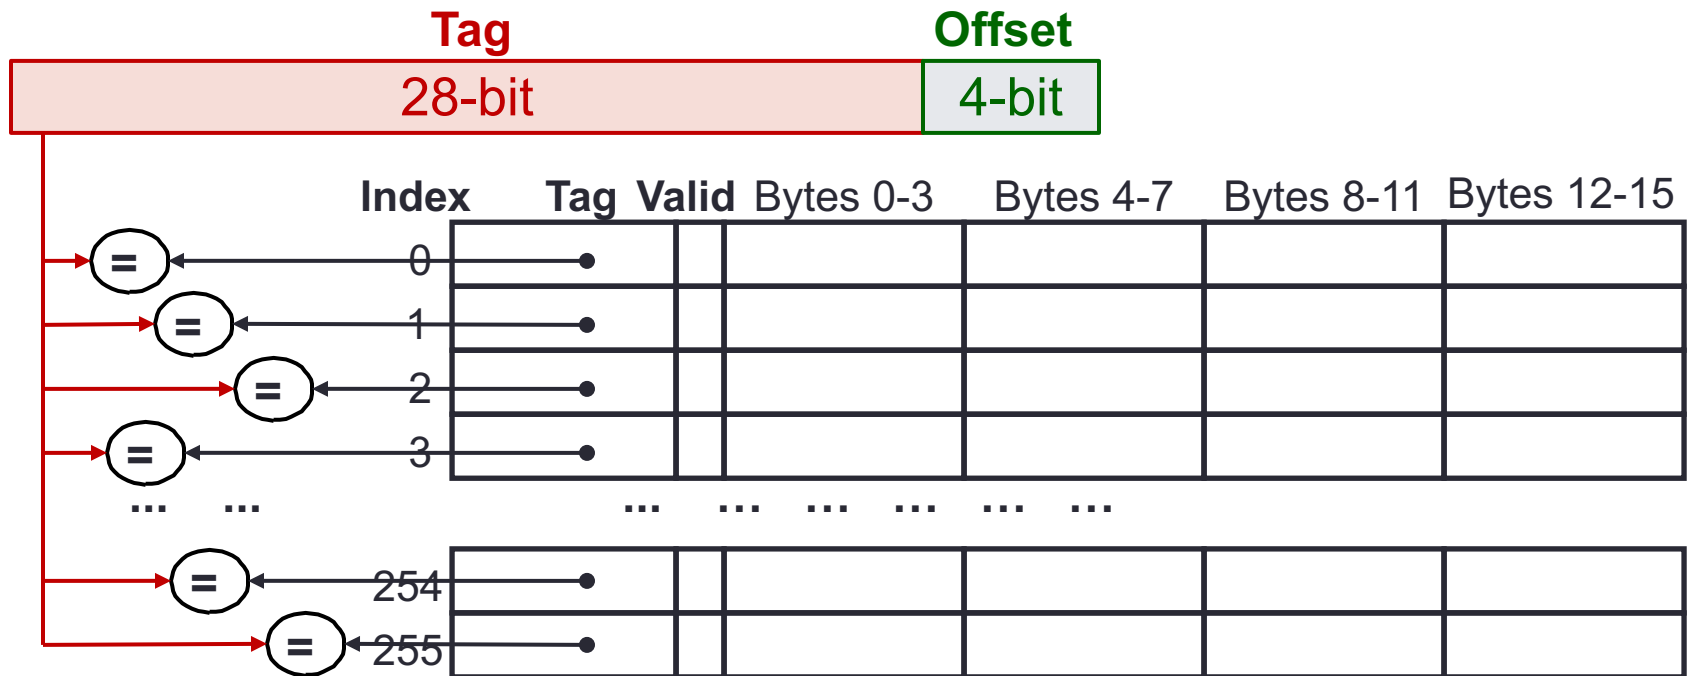 Tag Offset
28-bit 4-bit
Index Tag Valid Bytes 0-3 Bytes 4-7 Bytes 8-11 Bytes 12-15
= 0
= 1
= 2
= 3
... ... ... ... ... ... ... ...
= 254
= 255